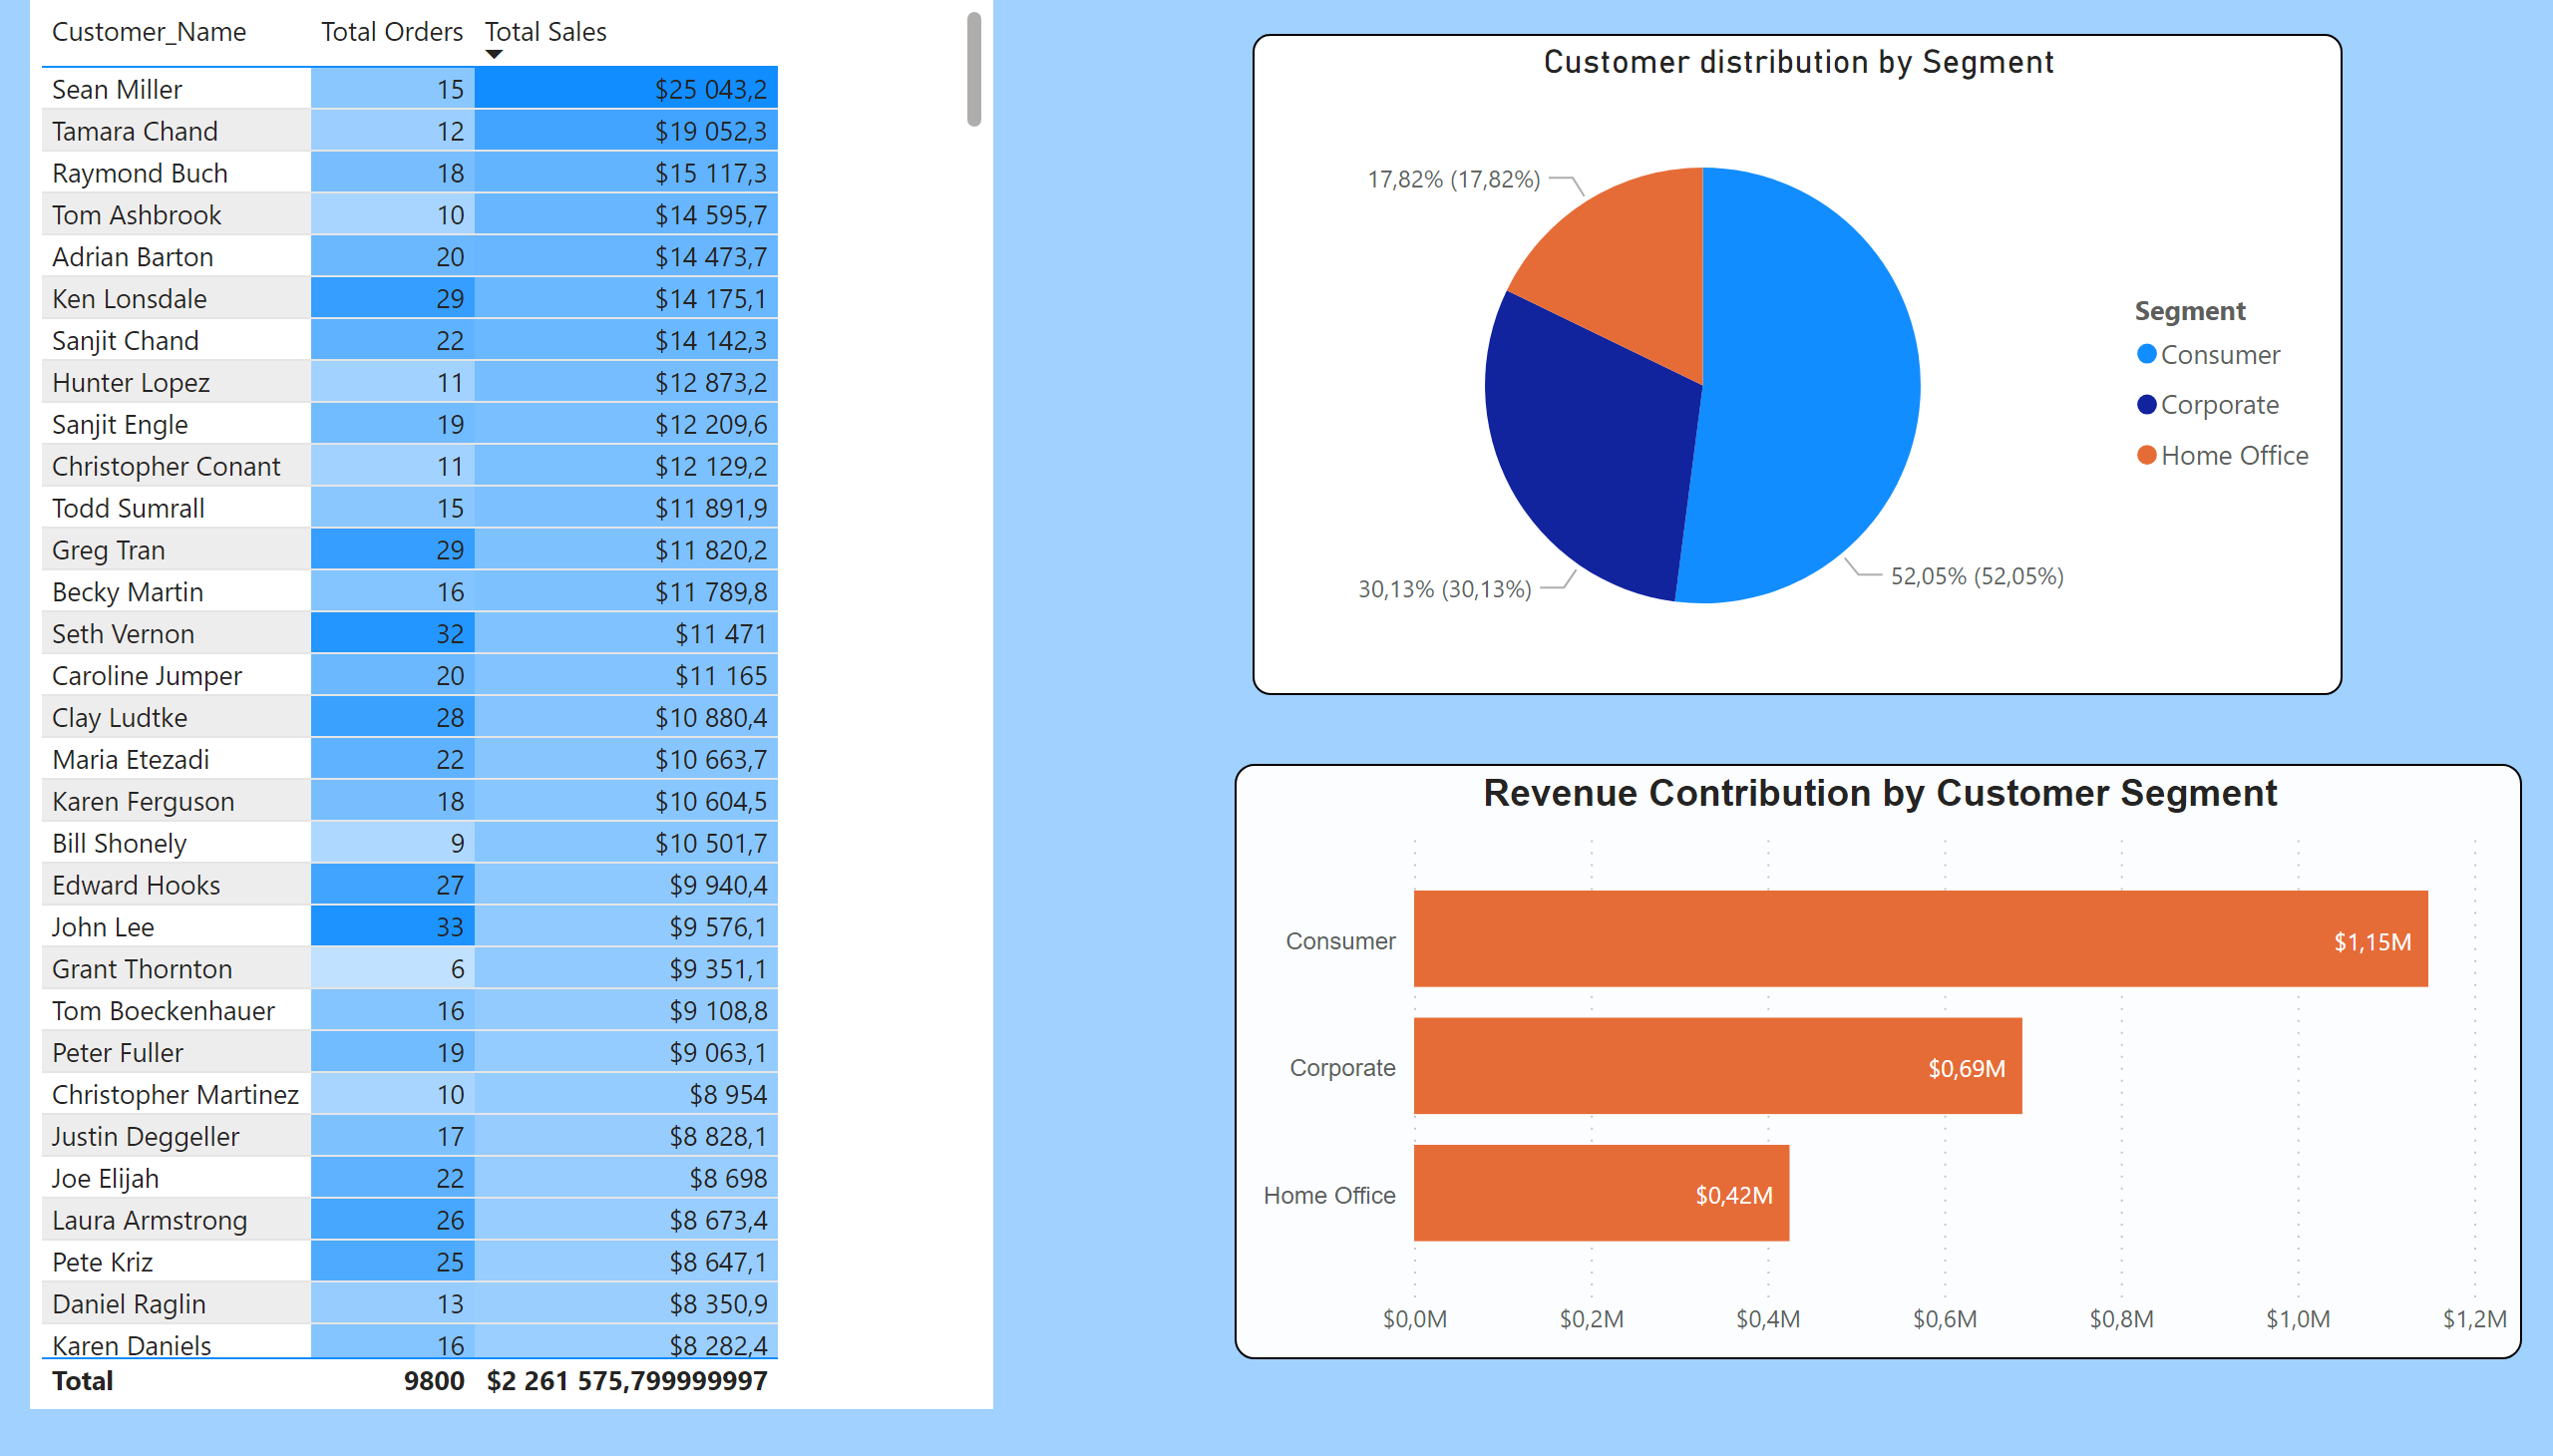 Customer_Name Total Orders Total Sales
Sean Miller 15 $25 043,2
Tamara Chand 12 $19 052,3
Raymond Buch 18 $15 117,3
Tom Ashbrook 10 $14 595,7
Adrian Barton 20 $14 473,7
Ken Lonsdale 29 $14 175,1
Sanjit Chand 22 $14 142,3
Hunter Lopez 11 $12 873,2
Sanjit Engle 19 $12 209,6
Christopher Conant 11 $12 129,2
Todd Sumrall 15 $11 891,9
Greg Tran 29 $11 820,2
Becky Martin 16 $11 789,8
Seth Vernon 32 $11 471
Caroline Jumper 20 $11 165
Clay Ludtke 28 $10 880,4
Maria Etezadi 22 $10 663,7
Karen Ferguson 18 $10 604,5
Bill Shonely 9 $10 501,7
Edward Hooks 27 $9 940,4
John Lee 33 $9 576,1
Grant Thornton 6 $9 351,1
Tom Boeckenhauer 16 $9 108,8
Peter Fuller 19 $9 063,1
Christopher Martinez 10 $8 954
Justin Deggeller 17 $8 828,1
Joe Elijah 22 $8 698
Laura Armstrong 26 $8 673,4
Pete Kriz 25 $8 647,1
Daniel Raglin 13 $8 350,9
Karen Daniels 16 $8 282,4
Total 9800 $2 261 575,799999997
Customer distribution by Segment
17,82% (17,82%)
30,13% (30,13%)
52,05% (52,05%)
Segment
Consumer
Corporate
Home Office
Revenue Contribution by Customer Segment
Consumer $1,15M
Corporate $0,69M
Home Office $0,42M
$0,0M $0,2M $0,4M $0,6M $0,8M $1,0M $1,2M